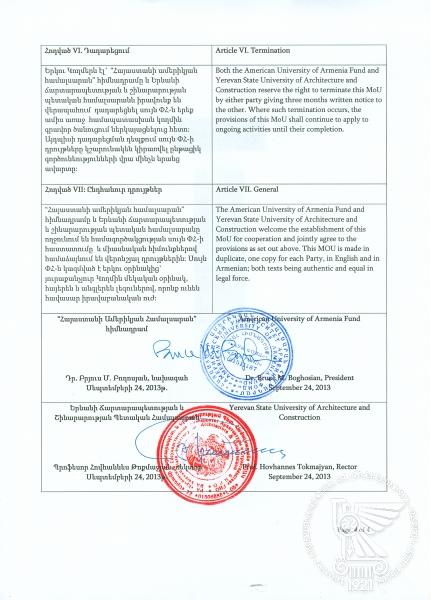 Հոդված VI. Դադարեցում
Article VI. Termination
Երկու Կողմերն էլ՝ "Հայաստանի ամերիկյան
համալսարան" հիմնադրամը և Երևանի
ճարտարապետության և շինարարության
պետական համալսարանն իրավունք են
վերապահում դադարեցնել սույն ՓՀ-ն երեք
ամիս առաջ համապատասխան կողմին
գրավոր ծանուցում ներկայացնելուց հետո:
Այդպիսի դադարեցման դեպքում սույն ՓՀ-ի
դրույթները կշարունակեն կիրառվել ընթացիկ
գործունեությունների վրա մինչև նրանց
ավարտը:
Both the American University of Armenia Fund and
Yerevan State University of Architecture and
Construction reserve the right to terminate this MoU
by either party giving three months written notice to
the other. Where such termination occurs, the
provisions of this MoU shall continue to apply to
ongoing activities until their completion.
Հոդված VII: Ընդհանուր դրույթներ
Article VII. General
"Հայաստանի ամերիկյան համալսարան"
հիմնադրամը և Երևանի ճարտարապետության
և շինարարության պետական համալսարանը
ողջունում են համագործակցության սույն ՓՀ-ի
հաստատումը և միասնական հիմունքներով
համաձայնում են վերոնշյալ դրույթներին: Սույն
ՓՀ-ն կազմված է երկու օրինակից՝
յուրաքանչյուր Կողմին մեկական օրինակ,
հայերեն և անգլերեն լեզուներով, որոնք ունեն
հավասար իրավաբանական ուժ:
The American University of Armenia Fund and
Yerevan State University of Architecture and
Construction welcome the establishment of this
MoU for cooperation and jointly agree to the
provisions as set out above. This MOU is made in
duplicate, one copy for each Party, in English and in
Armenian; both texts being authentic and equal in
legal force.
"Հայաստանի Ամերիկյան Համալսարան"
հիմնադրամ
American University of Armenia Fund
Դր. Բրյուս Մ. Բողոսյան, նախագահ
Սեպտեմբերի 24, 2013թ.
Dr. Bruce M. Boghosian, President
September 24, 2013
Երևանի Ճարտարապետության և
Շինարարության Պետական Համալսարան
Yerevan State University of Architecture and
Construction
Պրոֆեսոր Հովհաննես Թոքմաջյան, ռեկտոր
Սեպտեմբերի 24, 2013թ.
Prof. Hovhannes Tokmajyan, Rector
September 24, 2013
Page 4 of 4
1921